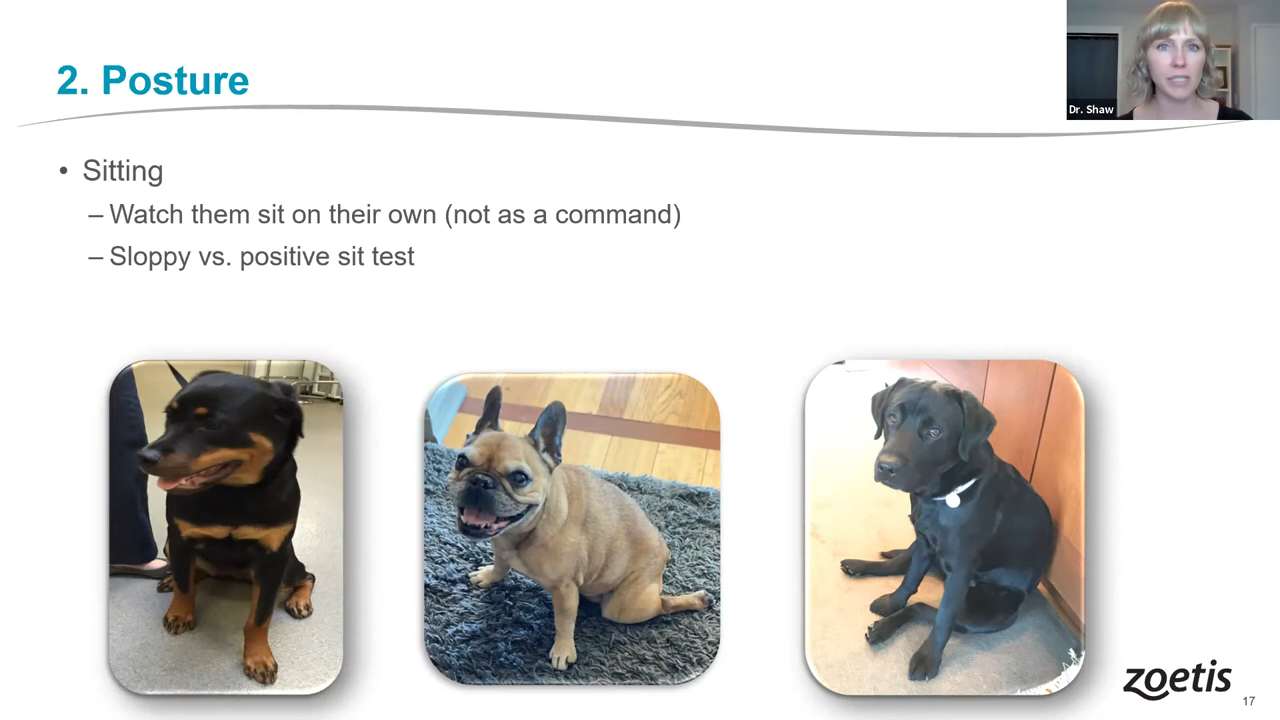 2. Posture
Dr. Shaw
• Sitting
– Watch them sit on their own (not as a command)
– Sloppy vs. positive sit test
zoetis
17